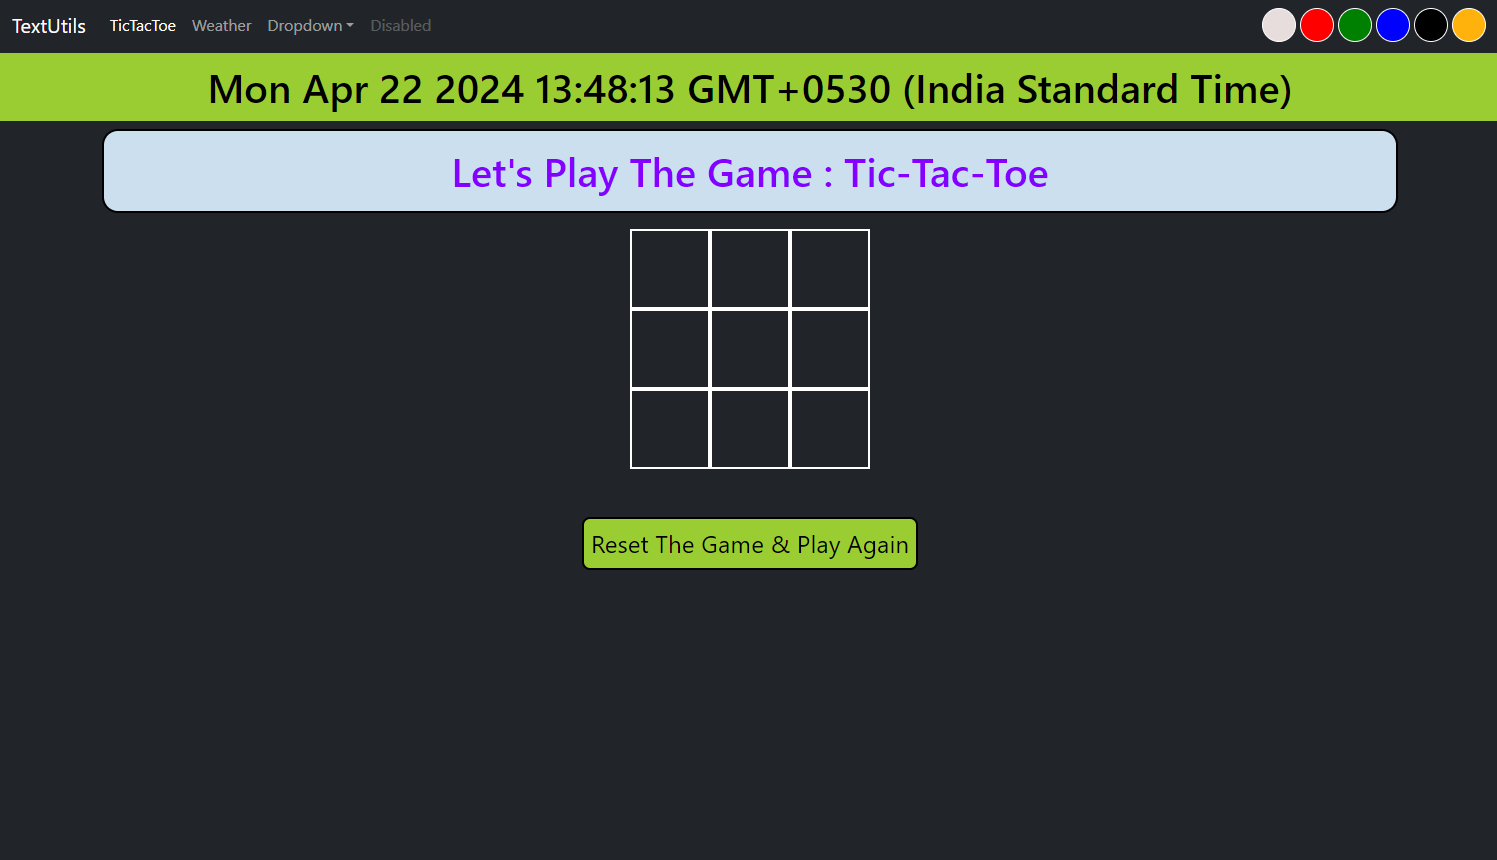 TextUtils TicTacToe Weather Dropdown Disabled
Mon Apr 22 2024 13:48:13 GMT+0530 (India Standard Time)
Let's Play The Game : Tic-Tac-Toe
Reset The Game & Play Again